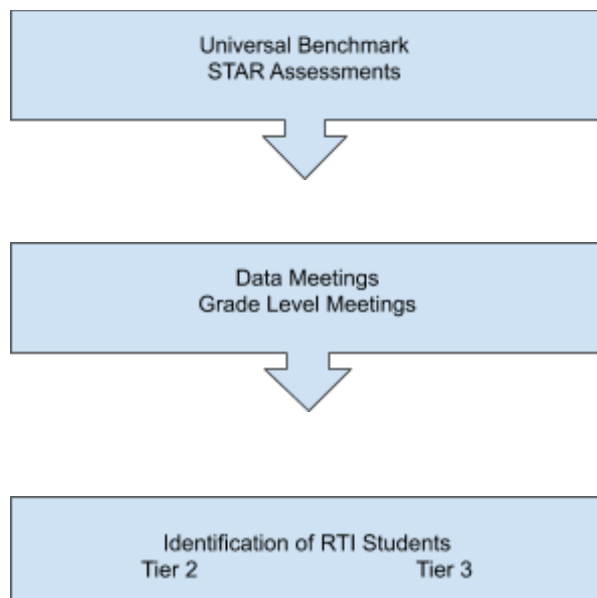 Universal Benchmark
STAR Assessments
Data Meetings
Grade Level Meetings
Identification of RTI Students
Tier 2 Tier 3